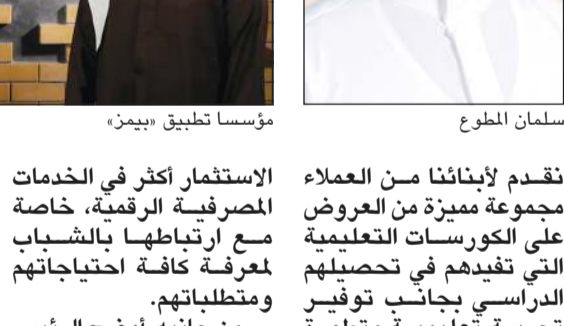 سلمان المطوع
نقدم لأبنائنا من العملاء
مجموعة مميزة من العروض
على الكورسات التعليمية
التي تفيدهم في تحصيلهم
الدراسي بجانب توفير
مؤسسا تطبيق «بيمز»
الاستثمار أكثر في الخدمات
المصرفية الرقمية، خاصة
مع ارتباطها بالشباب
لمعرفة كافة احتياجاتهم
ومتطلباتهم.